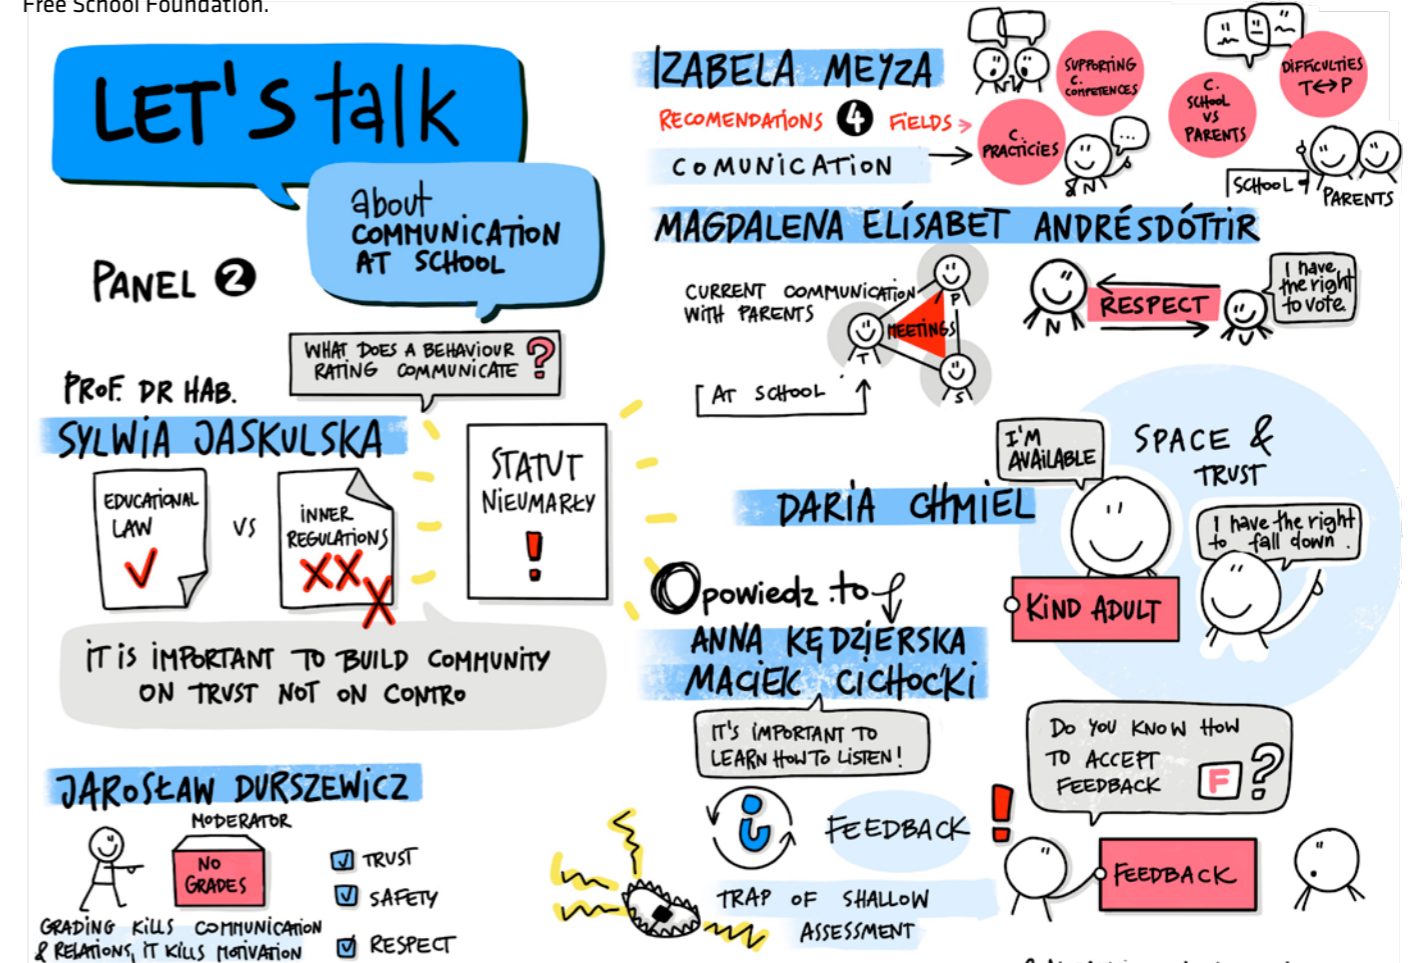 Free School Foundation.
LET'S talk
about
COMMUNICATION
AT SCHOOL
PANEL 2
WHAT DOES A BEHAVIOUR
RATING COMMUNICATE ?
PROF. DR HAB.
SYLWIA JASKULSKA
EDUCATIONAL
LAW
VS
INNER
REGULATIONS
XX
X
STATUT
NIEUMARŁY
!
IT IS IMPORTANT TO BUILD COMMUNITY
ON TRUST NOT ON CONTRO
JAROSŁAW DURSZEWICZ
MODERATOR
NO
GRADES
TRUST
SAFETY
RESPECT
GRADING KILLS COMMUNICATION
& RELATIONS, IT KILLS MOTIVATION
IZABELA MEYZA
RECOMENDATIONS 4 FIELDS >
COMUNICATION
C.
PRACTICIES
SUPPORTING
C.
COMPETENCES
N
...
C.
SCHOOL
VS
PARENTS
DIFFICULTIES
T↔P
SCHOOL
PARENTS
MAGDALENA ELÍSABET ANDRÉSDÓTTIR
CURRENT COMMUNICATION
WITH PARENTS
P
MEETINGS
T
S
AT SCHOOL
N
RESPECT
U
I have
the right
to vote.
DARIA CHMIEL
I'M
AVAILABLE
SPACE &
TRUST
I have the right
to fall down.
KIND ADULT
Opowiedz.to
ANNA KĘDZIERSKA
MACIEK CICHOCKI
IT'S IMPORTANT TO
LEARN HOW TO LISTEN!
FEEDBACK
!
TRAP OF SHALLOW
ASSESSMENT
DO YOU KNOW HOW
TO ACCEPT
FEEDBACK F ?
FEEDBACK